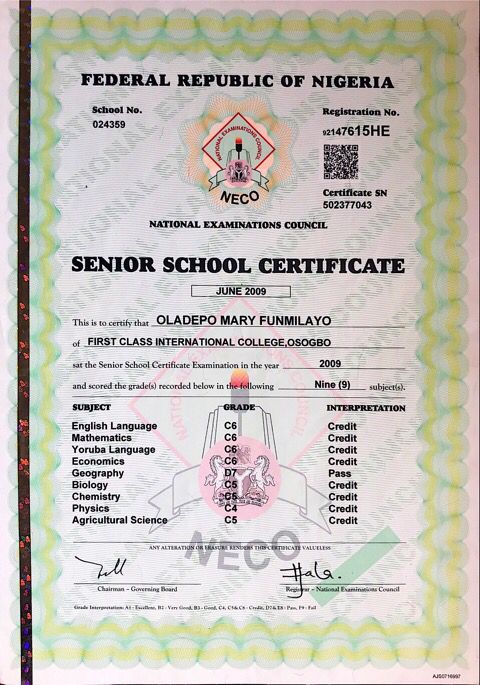 FEDERAL REPUBLIC OF NIGERIA
School No.
024359
Registration No.
92147615HE
NATIONAL EXAMINATIONS COUNCIL
NECO
Certificate SN
502377043
NATIONAL EXAMINATIONS COUNCIL
SENIOR SCHOOL CERTIFICATE
JUNE 2009
This is to certify that OLADEPO MARY FUNMILAYO
of FIRST CLASS INTERNATIONAL COLLEGE,OSOGBO
sat the Senior School Certificate Examination in the year 2009
and scored the grade(s) recorded below in the following Nine (9) subject(s).
SUBJECT GRADE INTERPRETATION
English Language C6 Credit
Mathematics C6 Credit
Yoruba Language C6 Credit
Economics C6 Credit
Geography D7 Pass
Biology C5 Credit
Chemistry C5 Credit
Physics C4 Credit
Agricultural Science C5 Credit
NECO
ANY ALTERATION OR ERASURE RENDERS THIS CERTIFICATE VALUELESS
Chairman – Governing Board
Registrar – National Examinations Council
Grade Interpretation: A1 - Excellent, B2 - Very Good, B3 - Good, C4, C5 & C6 - Credit, D7 & E8 - Pass, F9 - Fail
AJS0716997